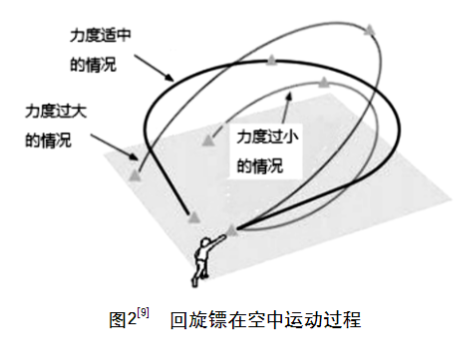 力度适中
的情况
力度过大
的情况
力度过小
的情况
图2[9] 回旋镖在空中运动过程